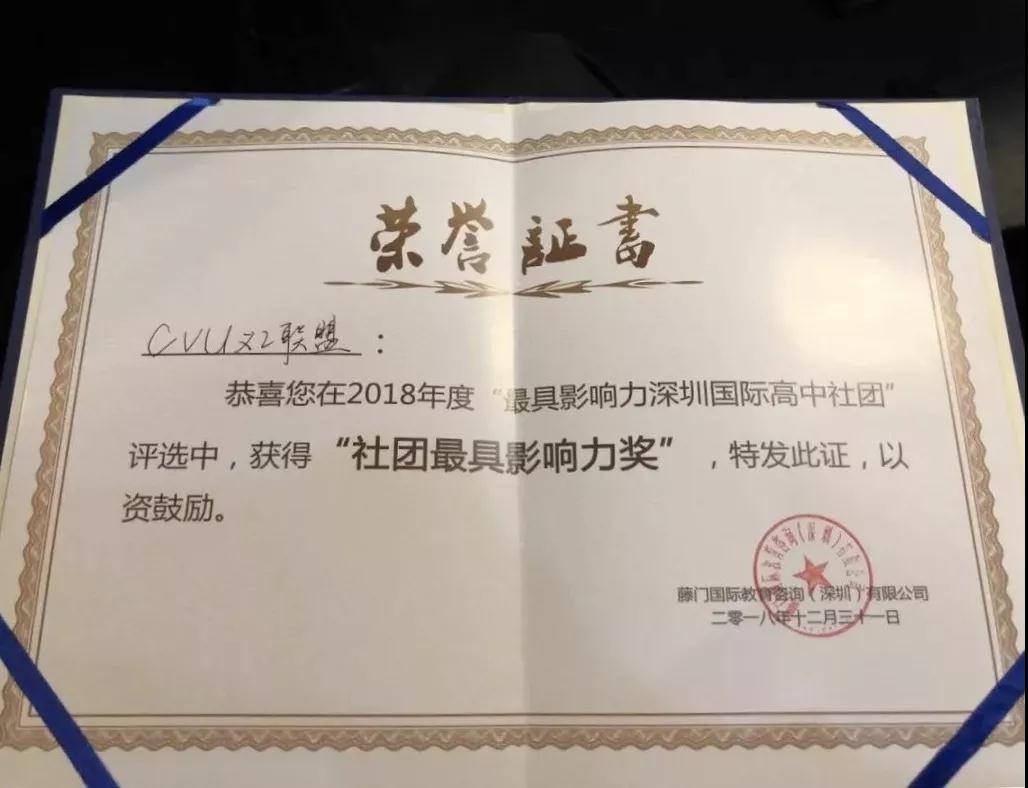 荣誉証書
CVU义工联盟：
恭喜您在2018年度“最具影响力深圳国际高中社团”
评选中，获得“社团最具影响力奖”，特发此证，以
资鼓励。
藤门国际教育咨询（深圳）有限公司
二零一八年十二月三十一日